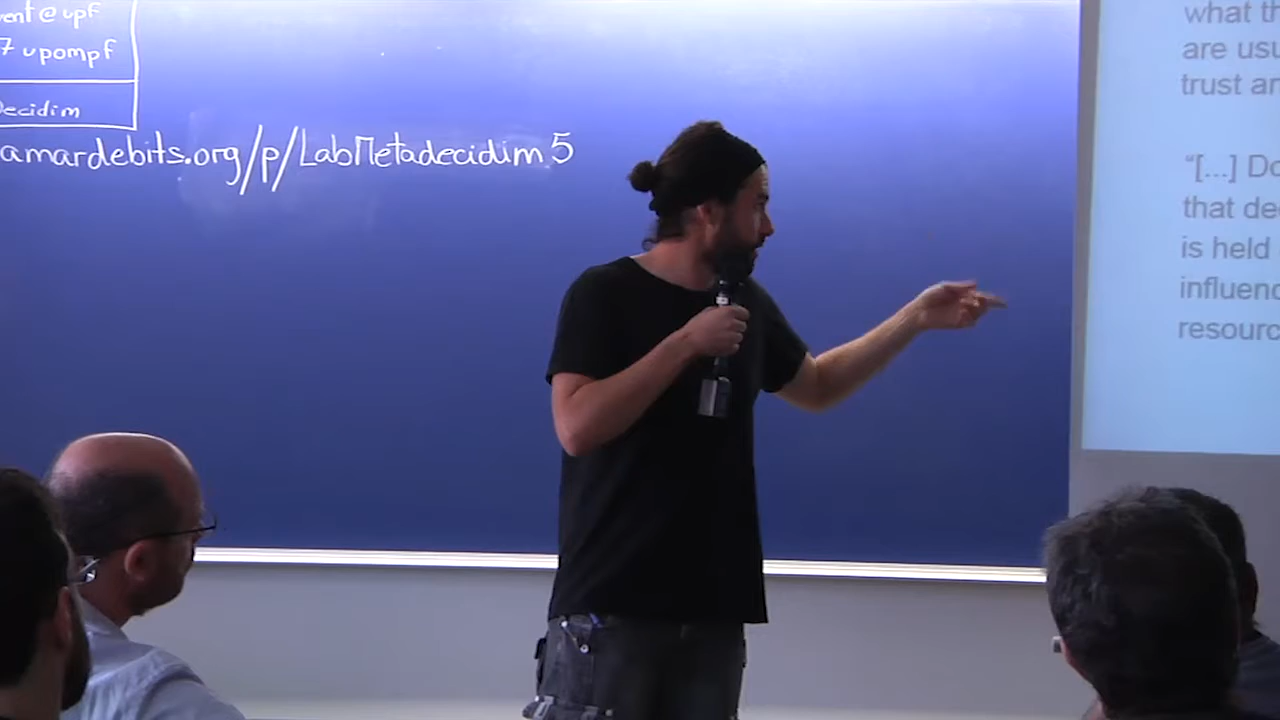 ent@upf
7 upompf
ecidim
amardebits.org/p/LabMetadecidim5
what th
are usu
trust an
“[...] Do
that de
is held
influenc
resourc